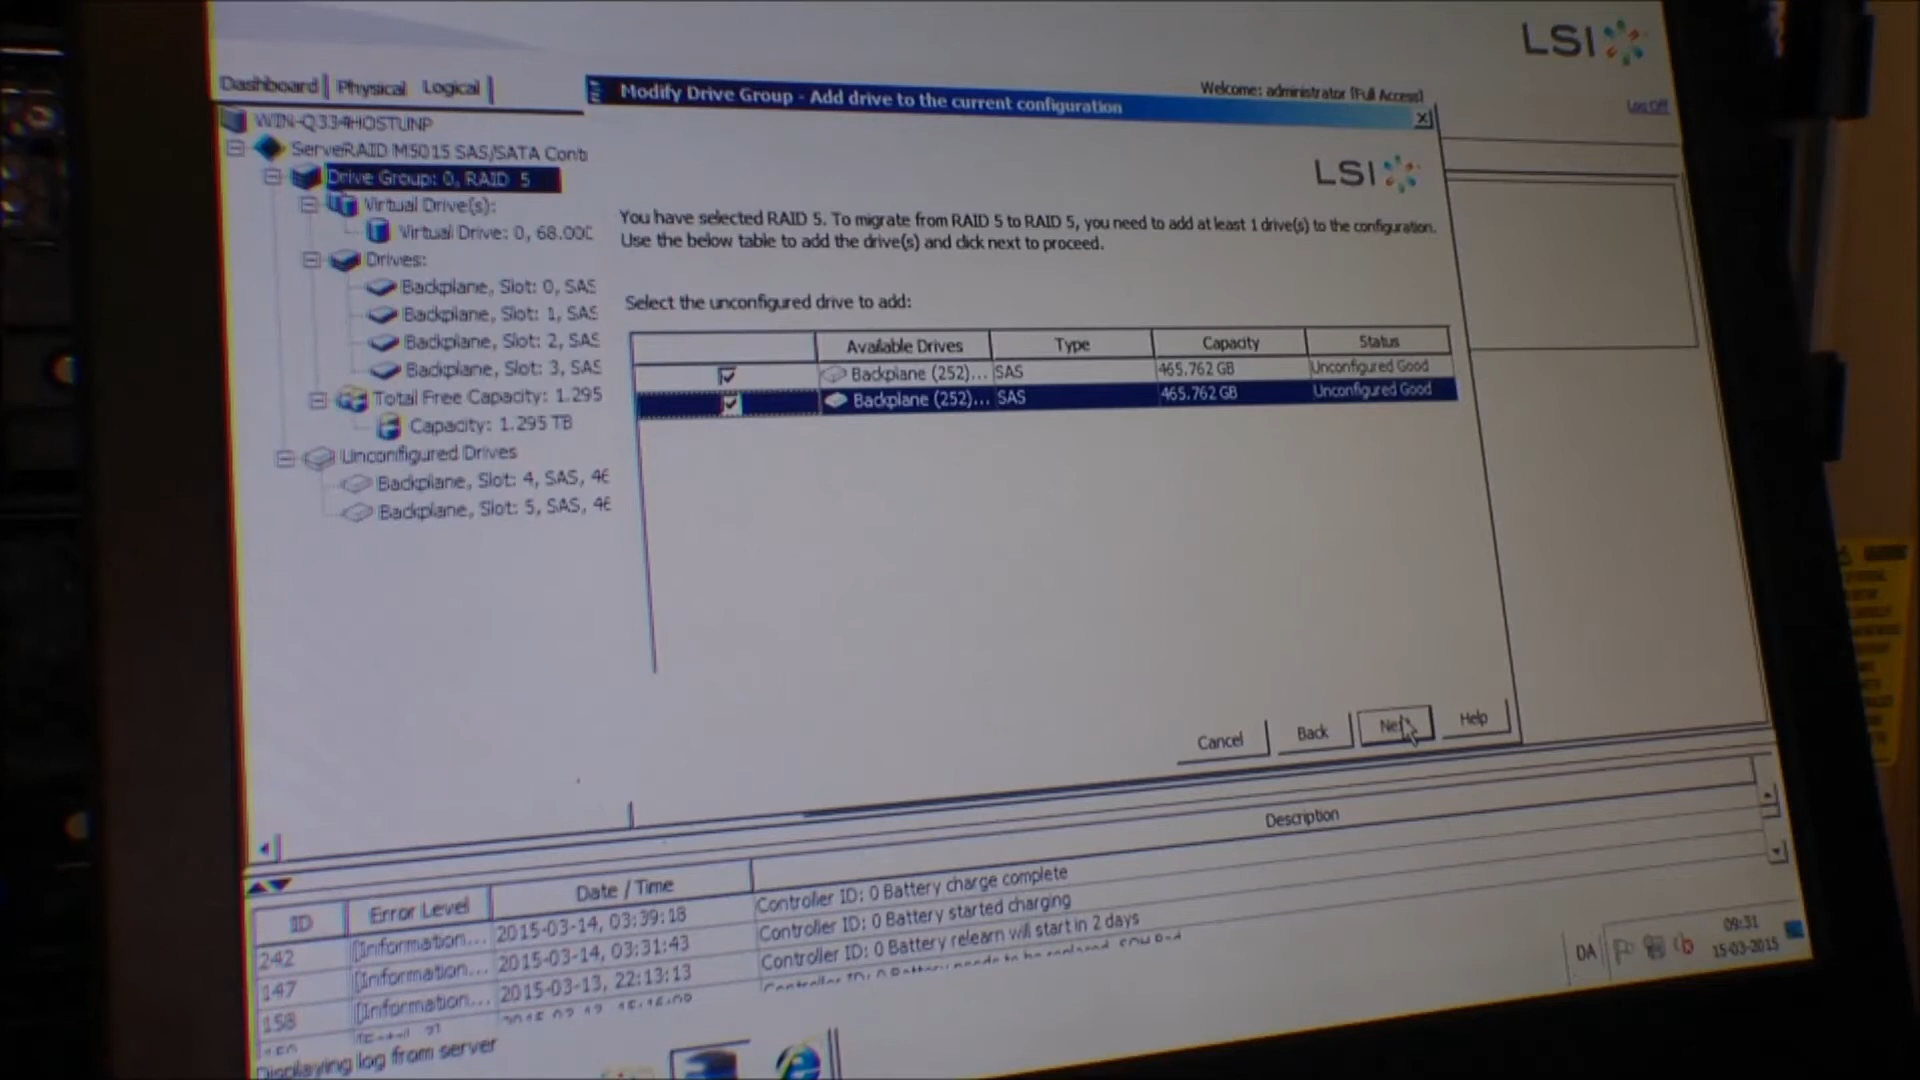 LSI
Dashboard Physical Logical
Modify Drive Group - Add drive to the current configuration
Welcome: administrator [Full Access]
Log Off
WIN-Q334HOSTUNP
ServeRAID M5015 SAS/SATA Cont
Drive Group: 0, RAID 5
Virtual Drive(s):
Virtual Drive: 0, 68.000
Drives:
Backplane, Slot: 0, SAS
Backplane, Slot: 1, SAS
Backplane, Slot: 2, SAS
Backplane, Slot: 3, SAS
Total Free Capacity: 1.295
Capacity: 1.295 TB
Unconfigured Drives
Backplane, Slot: 4, SAS, 46
Backplane, Slot: 5, SAS, 46
LSI
You have selected RAID 5. To migrate from RAID 5 to RAID 5, you need to add at least 1 drive(s) to the configuration.
Use the below table to add the drive(s) and click next to proceed.
Select the unconfigured drive to add:
Available Drives Type Capacity Status
Backplane (252)... SAS 465.762 GB Unconfigured Good
Backplane (252)... SAS 465.762 GB Unconfigured Good
Cancel Back Help
ID Error Level Date / Time Description
242 [Information... 2015-03-14, 03:39:18 Controller ID: 0 Battery charge complete
147 [Information... 2015-03-14, 03:31:43 Controller ID: 0 Battery started charging
158 [Information... 2015-03-13, 22:13:13 Controller ID: 0 Battery relearn will start in 2 days
Displaying log from server
DA
09:31
15-03-2015